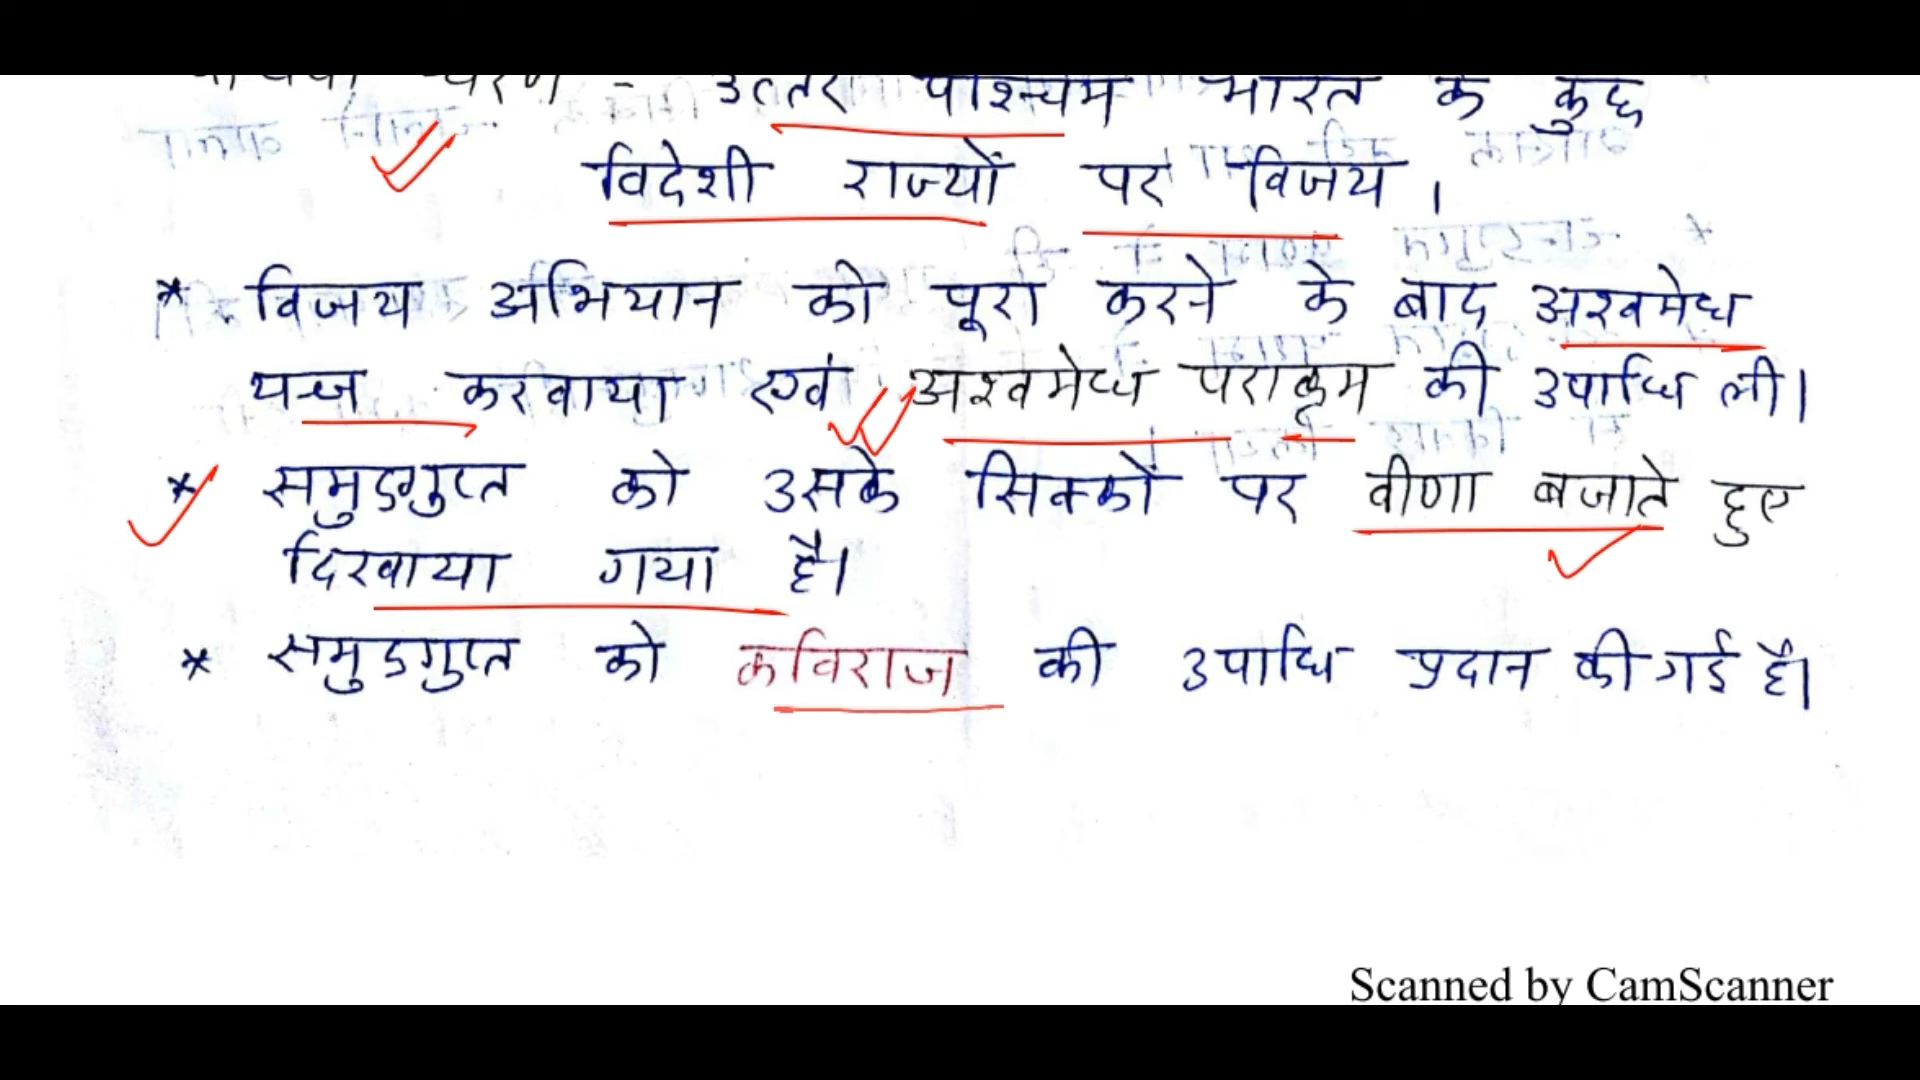 चरण - उत्तर पश्चिम भारत के कुछ
विदेशी राज्यों पर विजय ।
* विजय अभियान को पूरा करने के बाद अश्वमेध
यज्ञ करवाया एवं अश्वमेध पराक्रम की उपाधि ली।
* समुद्रगुप्त को उसके सिक्कों पर वीणा बजाते हुए
दिखाया गया है।
* समुद्रगुप्त को कविराज की उपाधि प्रदान की गई है।
Scanned by CamScanner